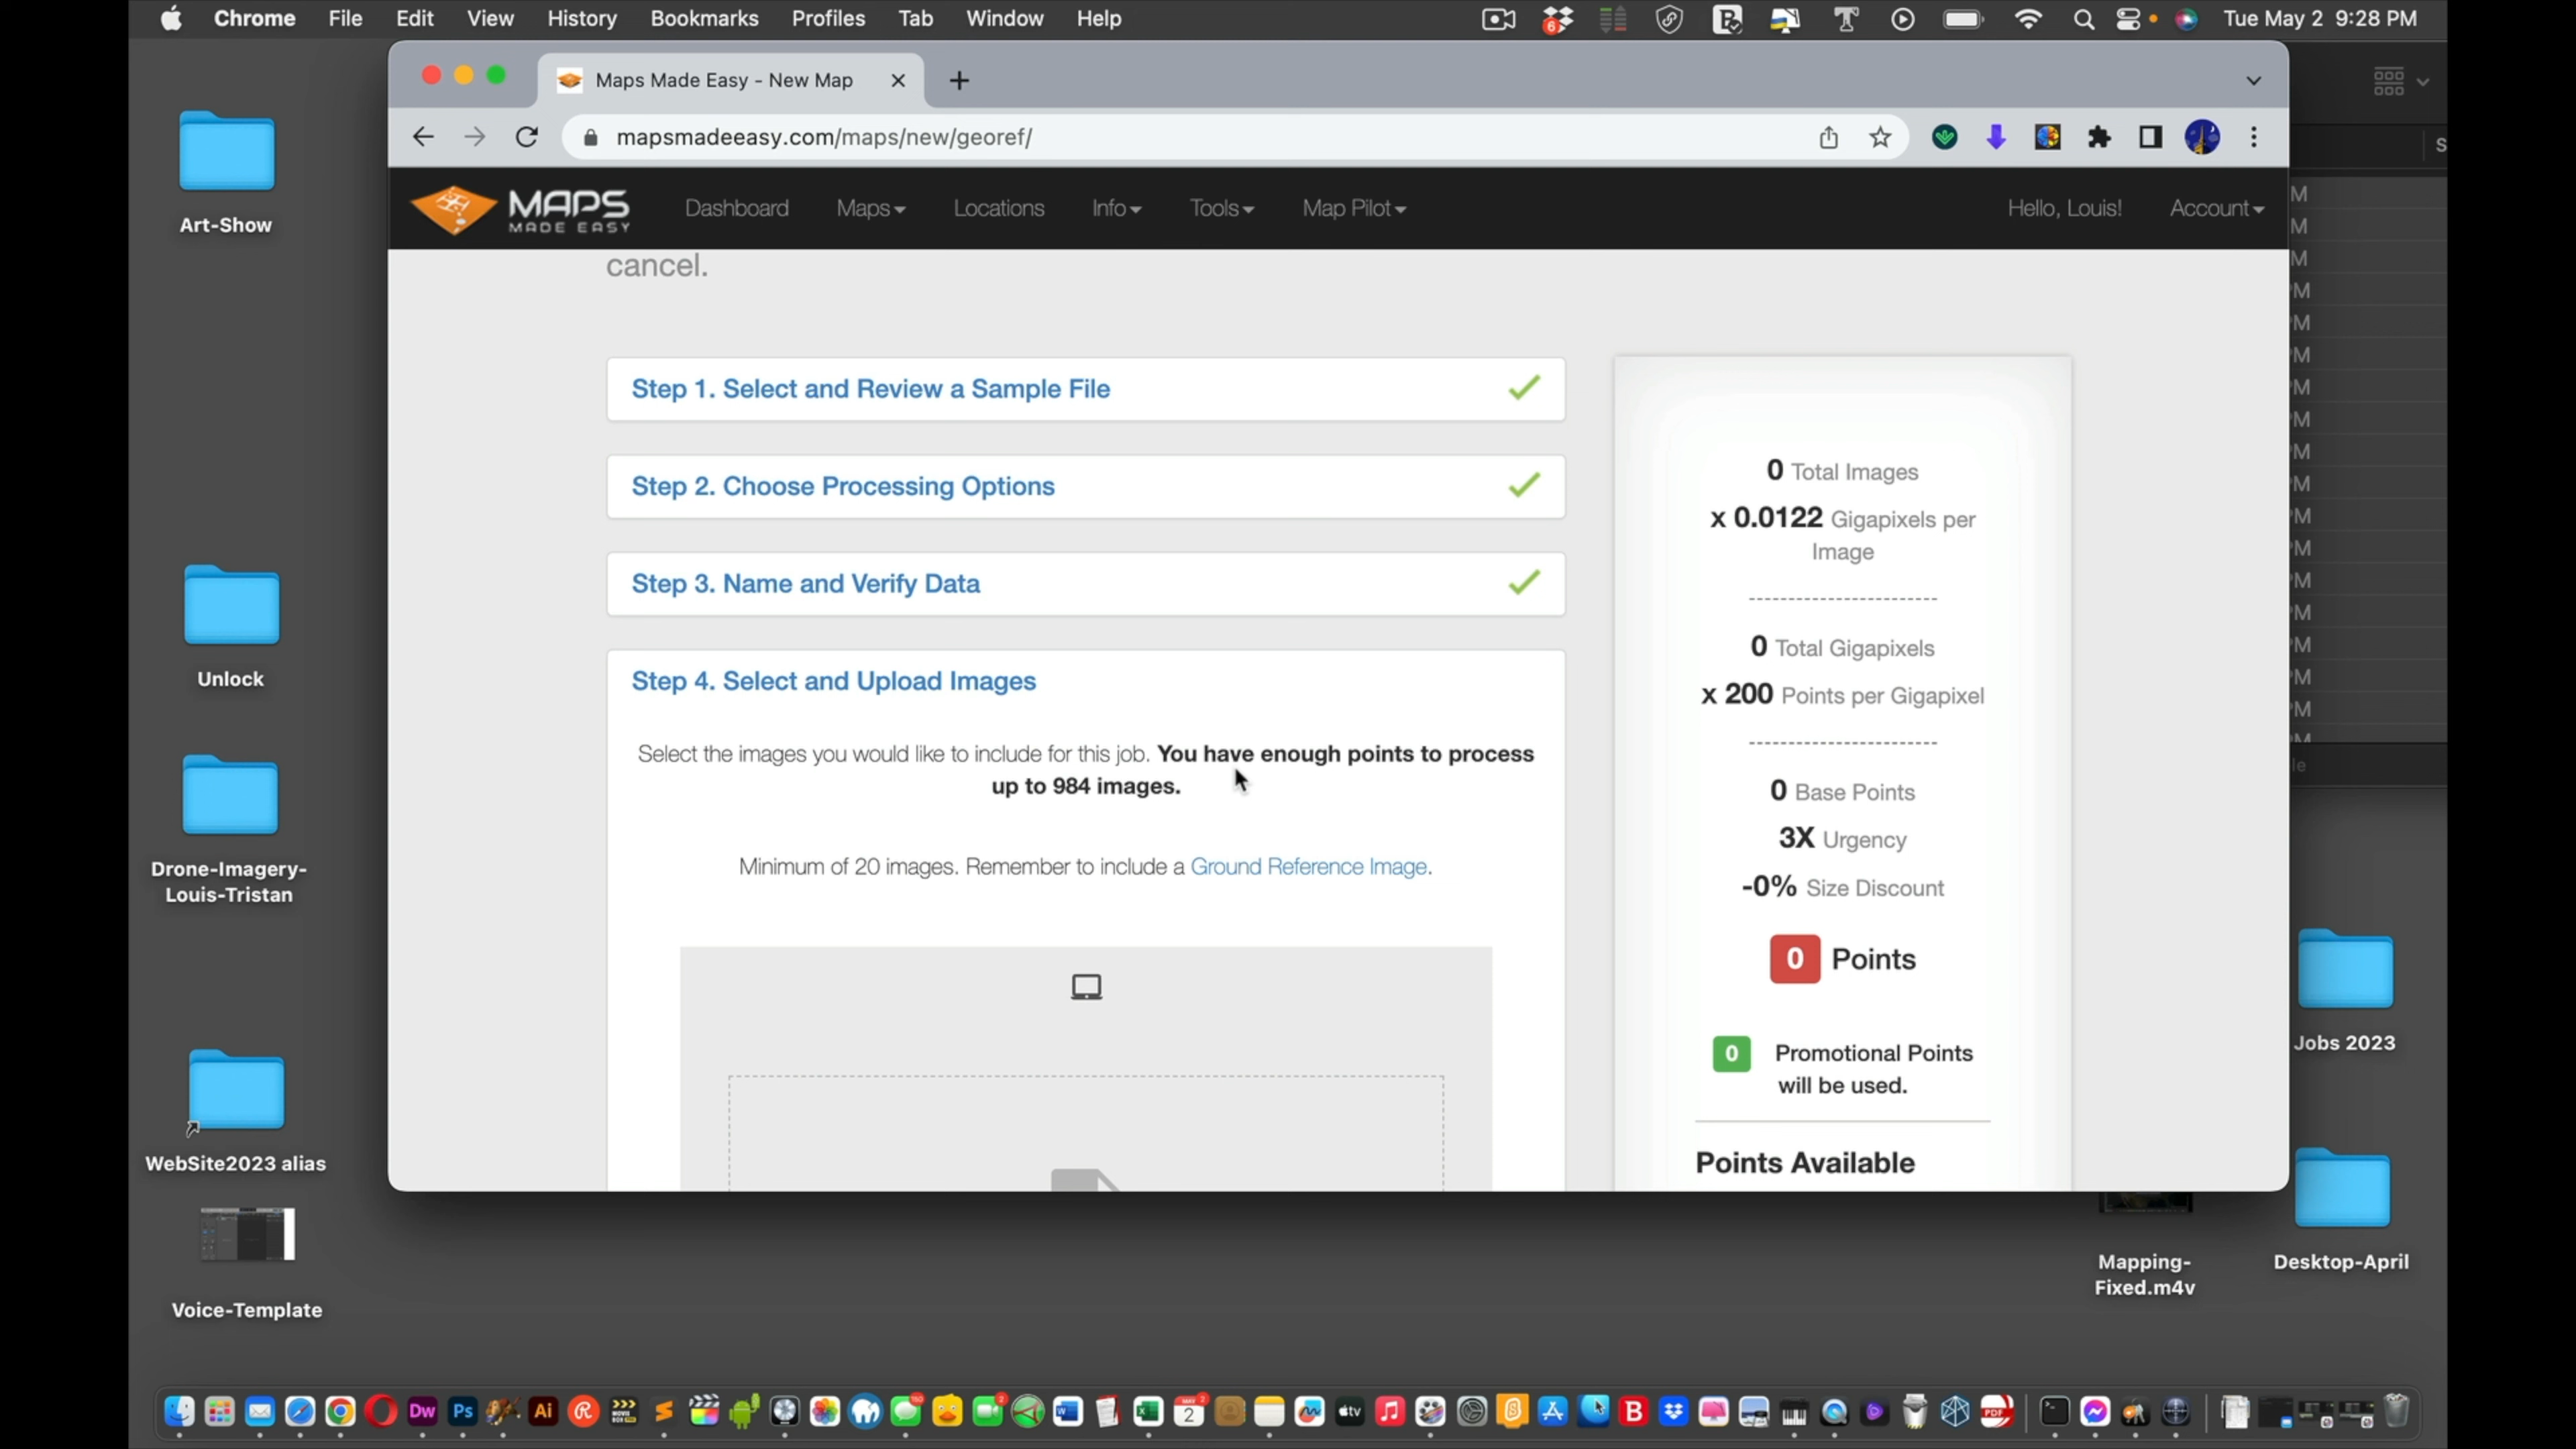 Chrome File Edit View History Bookmarks Profiles Tab Window Help
6
Tue May 2 9:28 PM
Maps Made Easy - New Map
mapsmadeeasy.com/maps/new/georef/
MAPS
MADE EASY
Dashboard Maps Locations Info Tools Map Pilot Hello, Louis! Account
cancel.
Step 1. Select and Review a Sample File
Step 2. Choose Processing Options
Step 3. Name and Verify Data
Step 4. Select and Upload Images
Select the images you would like to include for this job. You have enough points to process
up to 984 images.
Minimum of 20 images. Remember to include a Ground Reference Image.
0 Total Images
x 0.0122 Gigapixels per
Image
0 Total Gigapixels
x 200 Points per Gigapixel
0 Base Points
3X Urgency
-0% Size Discount
0 Points
0 Promotional Points
will be used.
Points Available
Art-Show
Unlock
Drone-Imagery-
Louis-Tristan
WebSite2023 alias
Voice-Template
Jobs 2023
Desktop-April
Mapping-
Fixed.m4v
Dw Ps Ai
2
W
X
tv
B
PDF